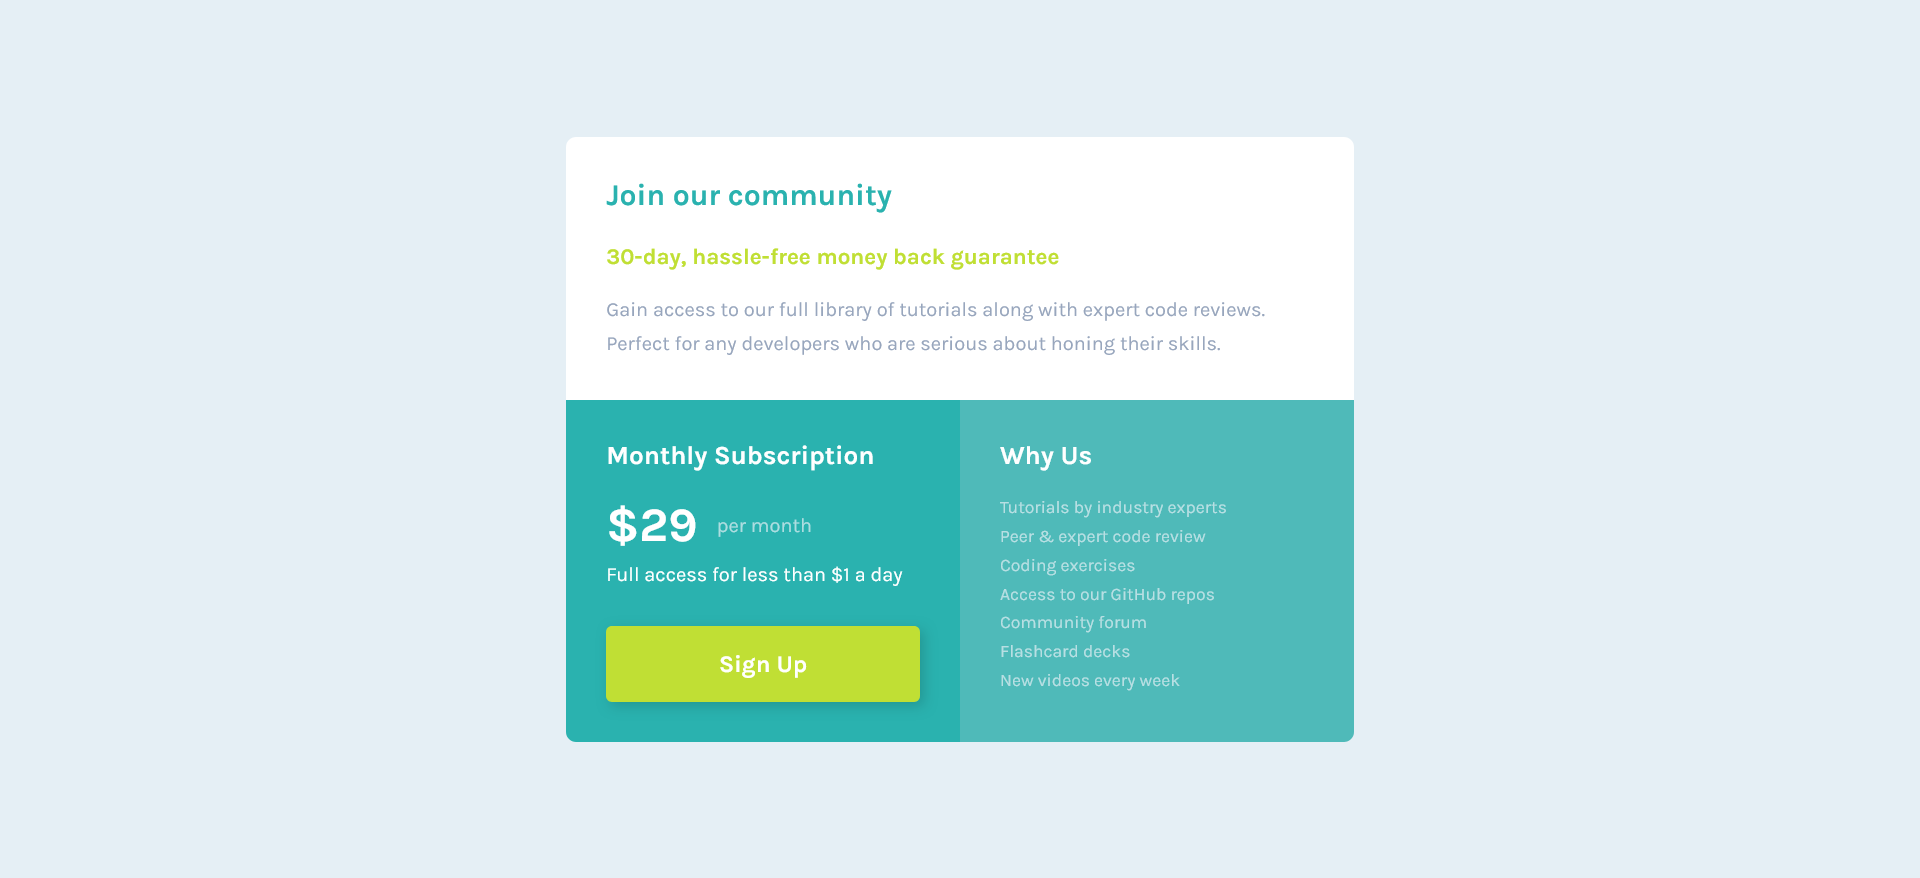 Join our community
30-day, hassle-free money back guarantee
Gain access to our full library of tutorials along with expert code reviews.
Perfect for any developers who are serious about honing their skills.
Monthly Subscription
$29 per month
Full access for less than $1 a day
Sign Up
Why Us
Tutorials by industry experts
Peer & expert code review
Coding exercises
Access to our GitHub repos
Community forum
Flashcard decks
New videos every week